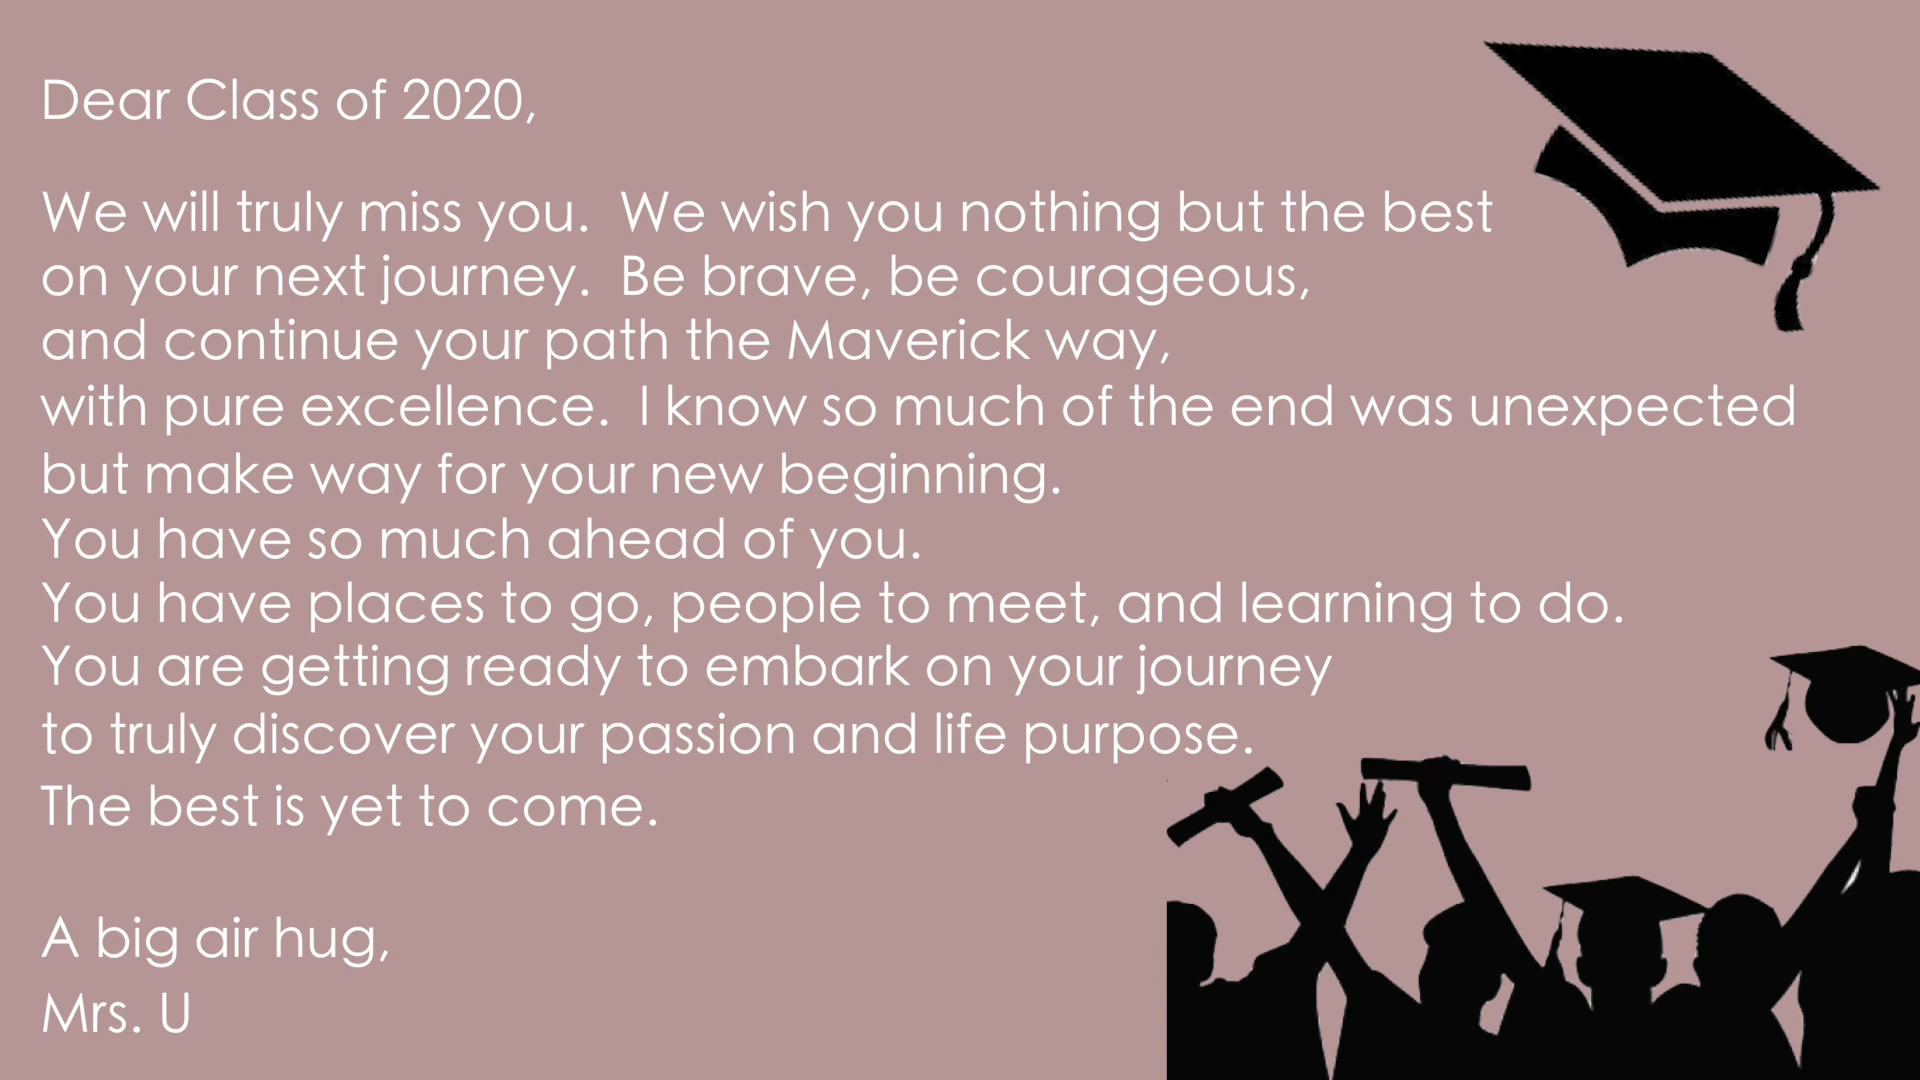 Dear Class of 2020,
We will truly miss you.  We wish you nothing but the best
on your next journey.  Be brave, be courageous,
and continue your path the Maverick way,
with pure excellence.  I know so much of the end was unexpected
but make way for your new beginning.
You have so much ahead of you.
You have places to go, people to meet, and learning to do.
You are getting ready to embark on your journey
to truly discover your passion and life purpose.
The best is yet to come.
A big air hug,
Mrs. U